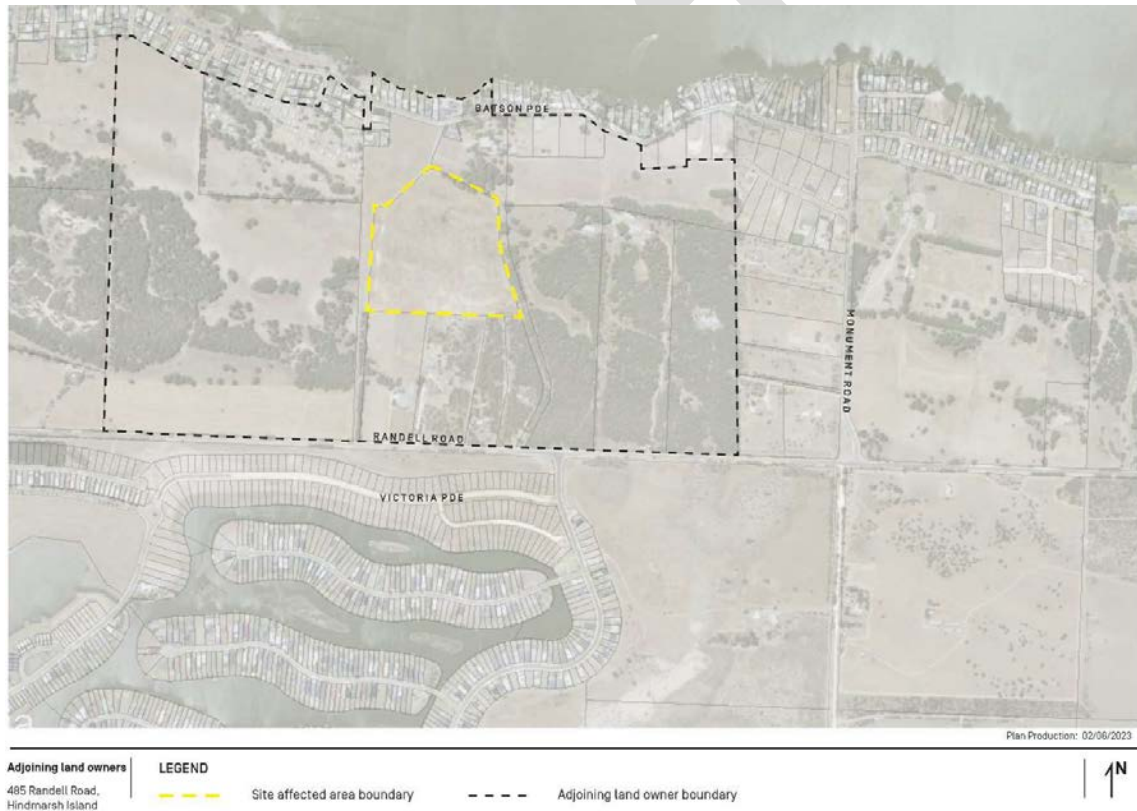 BATSON PDE
MONUMENT ROAD
RANDELL ROAD
VICTORIA PDE
Plan Production: 02/06/2023
Adjoining land owners
485 Randell Road,
Hindmarsh Island
LEGEND
Site affected area boundary
Adjoining land owner boundary
N